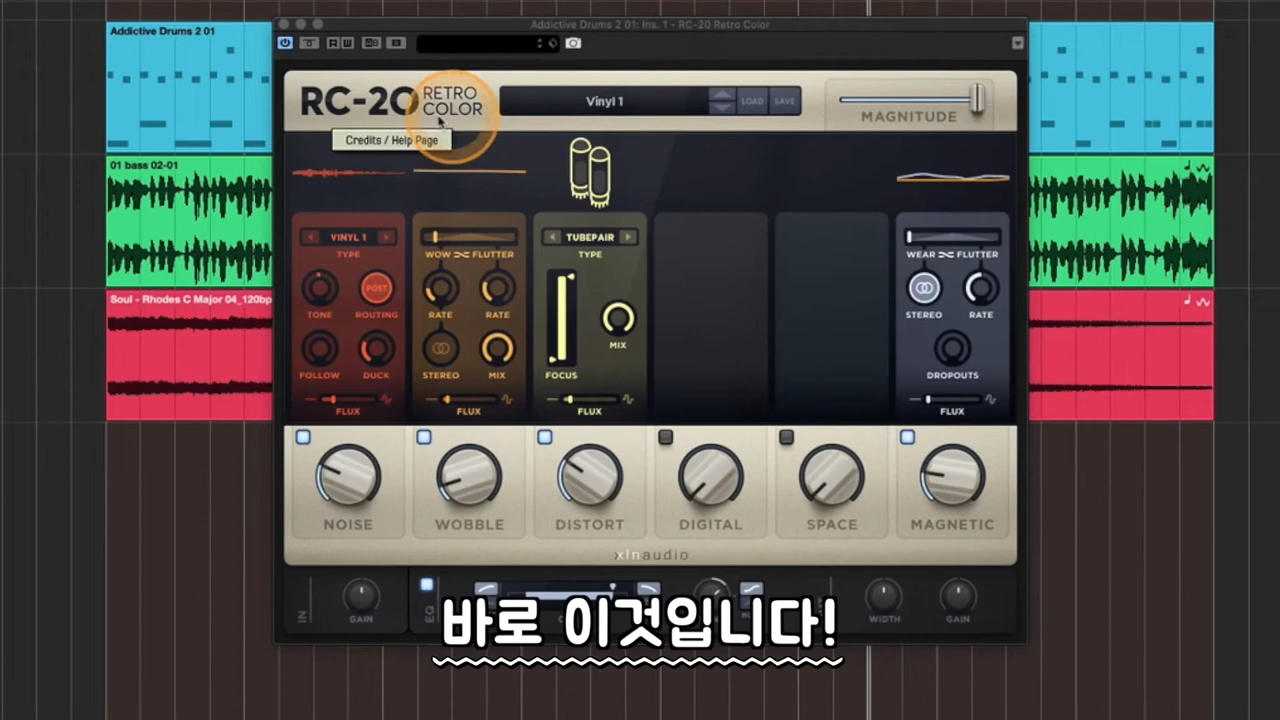 Addictive Drums 2 01: Ins. 1 - RC-20 Retro Color
Addictive Drums 2 01
RC-20 RETRO COLOR
Vinyl 1
LOAD
SAVE
MAGNITUDE
Credits / Help Page
01 bass 02-01
VINYL 1
TYPE
TONE
ROUTING
POST
FOLLOW
DUCK
FLUX
WOW FLUTTER
RATE
RATE
STEREO
MIX
FLUX
TUBEPAIR
TYPE
MIX
FOCUS
FLUX
WEAR FLUTTER
STEREO
RATE
DROPOUTS
FLUX
Soul - Rhodes C Major 04_120bp
NOISE
WOBBLE
DISTORT
DIGITAL
SPACE
MAGNETIC
xlnaudio
IN
GAIN
EQ
WIDTH
GAIN
바로 이것입니다!